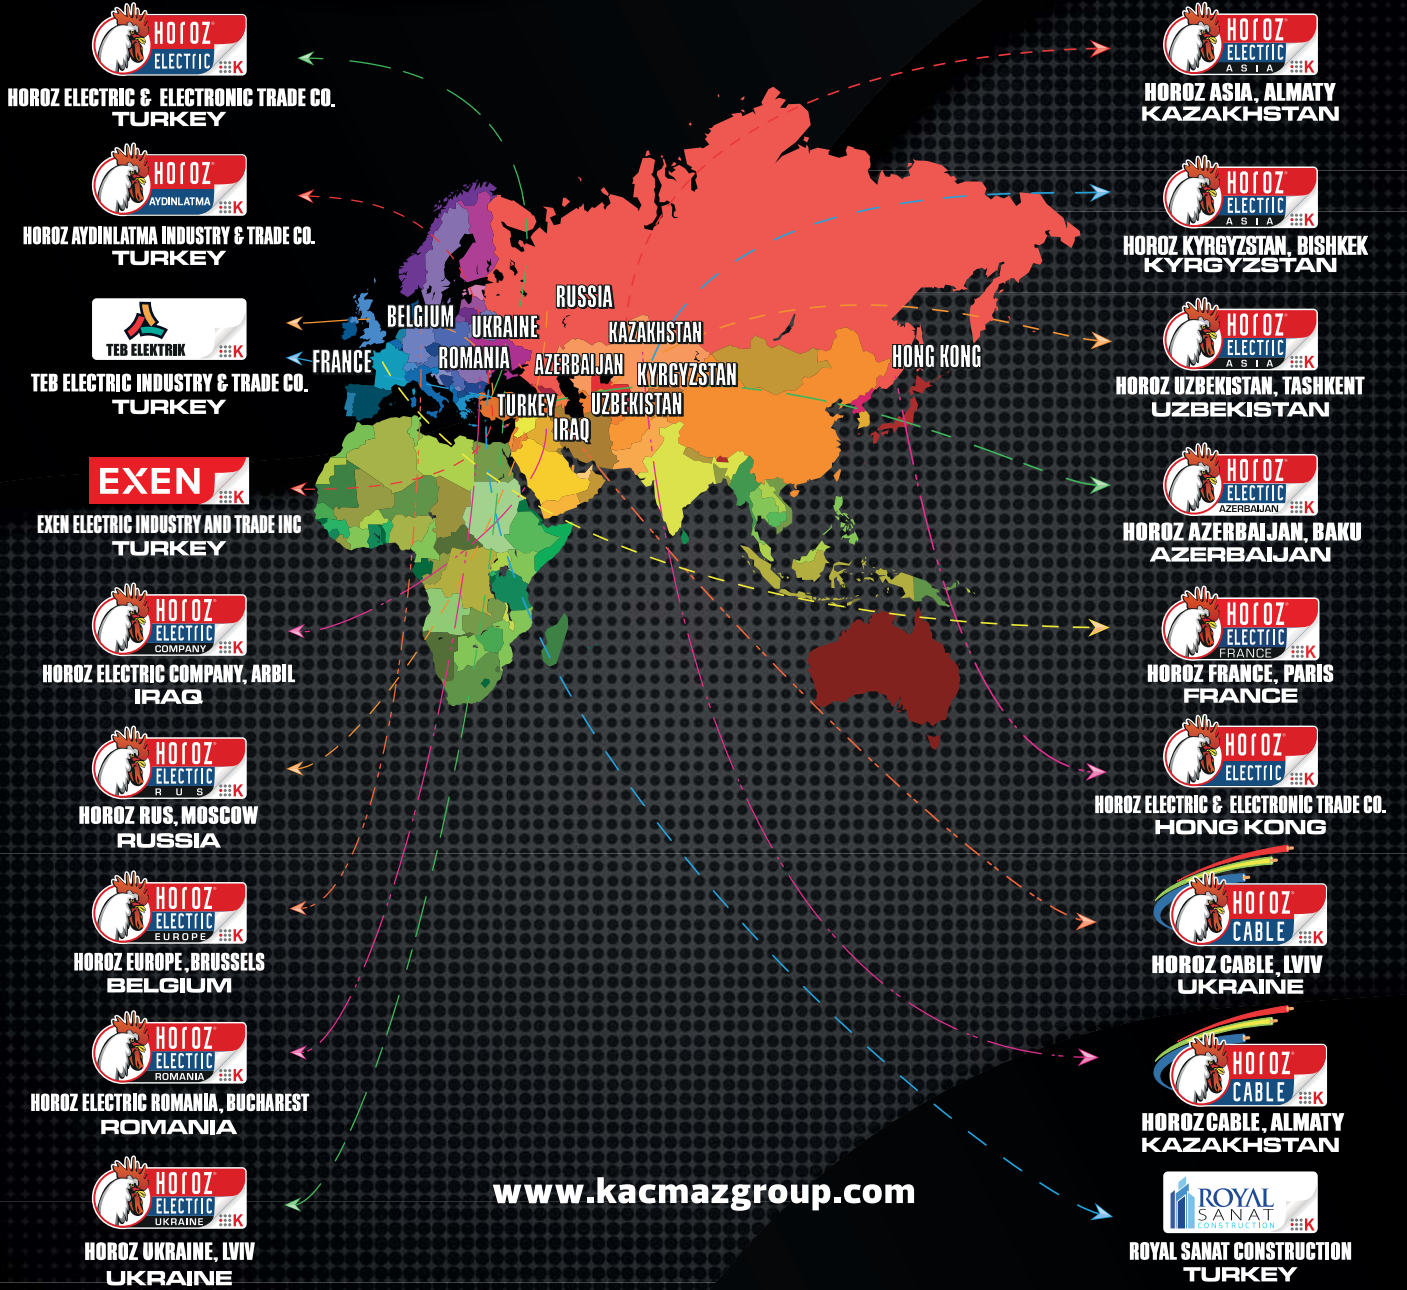 HOROZ
ELECTRIC
K
HOROZ ELECTRIC & ELECTRONIC TRADE CO.
TURKEY
HOROZ
AYDINLATMA
K
HOROZ AYDINLATMA INDUSTRY & TRADE CO.
TURKEY
TEB ELEKTRIK
K
TEB ELECTRIC INDUSTRY & TRADE CO.
TURKEY
EXEN
K
EXEN ELECTRIC INDUSTRY AND TRADE INC
TURKEY
HOROZ
ELECTRIC
COMPANY
K
HOROZ ELECTRIC COMPANY, ARBİL
IRAQ
HOROZ
ELECTRIC
RUS
K
HOROZ RUS, MOSCOW
RUSSIA
HOROZ
ELECTRIC
EUROPE
K
HOROZ EUROPE, BRUSSELS
BELGIUM
HOROZ
ELECTRIC
ROMANIA
K
HOROZ ELECTRIC ROMANIA, BUCHAREST
ROMANIA
HOROZ
ELECTRIC
UKRAINE
K
HOROZ UKRAINE, LVIV
UKRAINE
RUSSIA
BELGIUM
UKRAINE
KAZAKHSTAN
FRANCE
ROMANIA
AZERBAIJAN
KYRGYZSTAN
HONG KONG
TURKEY
UZBEKISTAN
IRAQ
www.kacmazgroup.com
HOROZ
ELECTRIC
ASIA
K
HOROZ ASIA, ALMATY
KAZAKHSTAN
HOROZ
ELECTRIC
ASIA
K
HOROZ KYRGYZSTAN, BISHKEK
KYRGYZSTAN
HOROZ
ELECTRIC
ASIA
K
HOROZ UZBEKISTAN, TASHKENT
UZBEKISTAN
HOROZ
ELECTRIC
AZERBAIJAN
K
HOROZ AZERBAIJAN, BAKU
AZERBAIJAN
HOROZ
ELECTRIC
FRANCE
K
HOROZ FRANCE, PARIS
FRANCE
HOROZ
ELECTRIC
K
HOROZ ELECTRIC & ELECTRONIC TRADE CO.
HONG KONG
HOROZ
CABLE
K
HOROZ CABLE, LVIV
UKRAINE
HOROZ
CABLE
K
HOROZ CABLE, ALMATY
KAZAKHSTAN
ROYAL
SANAT
CONSTRUCTION
K
ROYAL SANAT CONSTRUCTION
TURKEY